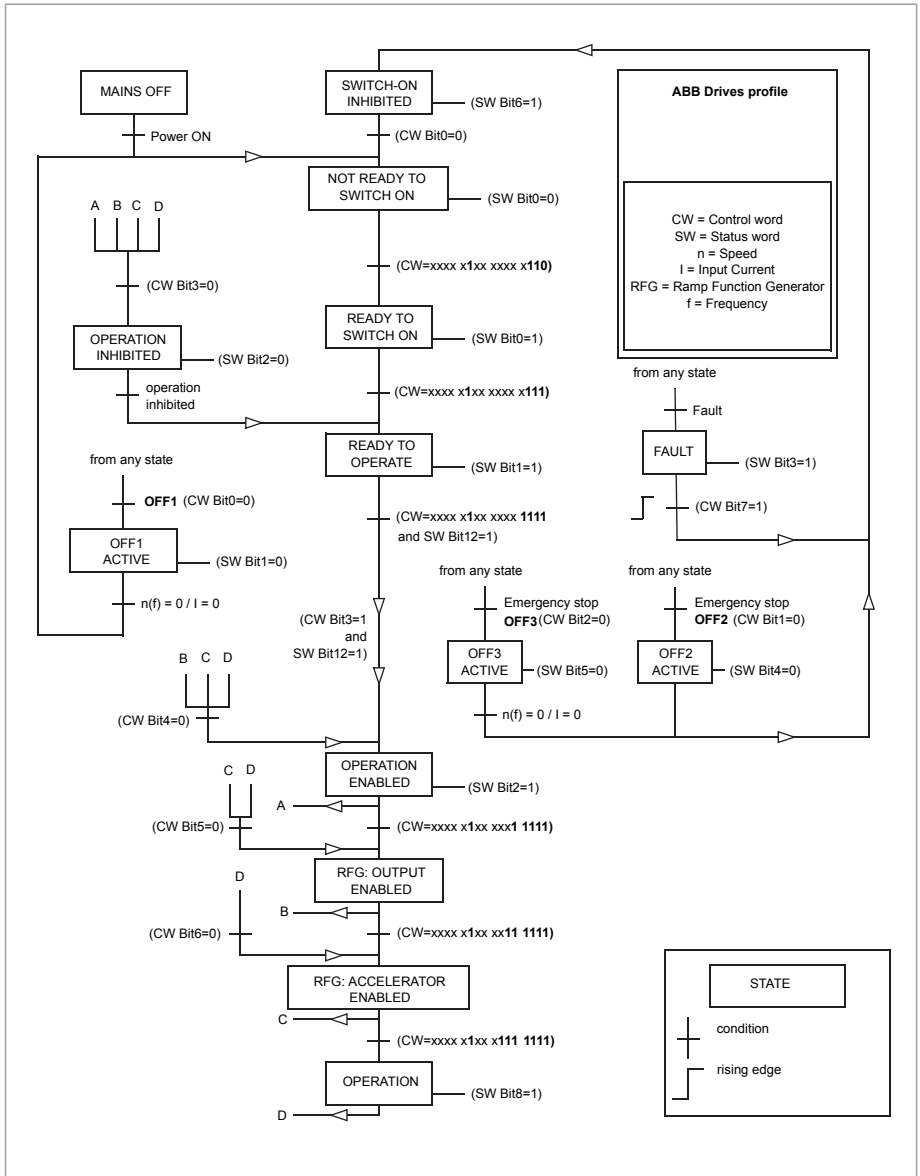 MAINS OFF
Power ON
SWITCH-ON
INHIBITED
(SW Bit6=1)
(CW Bit0=0)
ABB Drives profile
CW = Control word
SW = Status word
n = Speed
I = Input Current
RFG = Ramp Function Generator
f = Frequency
NOT READY TO
SWITCH ON
(SW Bit0=0)
A B C D
(CW Bit3=0)
(CW=xxxx x1xx xxxx x110)
OPERATION
INHIBITED
(SW Bit2=0)
operation
inhibited
READY TO
SWITCH ON
(SW Bit0=1)
(CW=xxxx x1xx xxxx x111)
from any state
Fault
FAULT
(SW Bit3=1)
(CW Bit7=1)
READY TO
OPERATE
(SW Bit1=1)
from any state
OFF1 (CW Bit0=0)
OFF1
ACTIVE
(SW Bit1=0)
n(f) = 0 / I = 0
(CW=xxxx x1xx xxxx 1111
and SW Bit12=1)
(CW Bit3=1
and
SW Bit12=1)
from any state
Emergency stop
OFF3 (CW Bit2=0)
OFF3
ACTIVE
(SW Bit5=0)
n(f) = 0 / I = 0
from any state
Emergency stop
OFF2 (CW Bit1=0)
OFF2
ACTIVE
(SW Bit4=0)
B C D
(CW Bit4=0)
OPERATION
ENABLED
(SW Bit2=1)
A
C D
(CW Bit5=0)
(CW=xxxx x1xx xxx1 1111)
RFG: OUTPUT
ENABLED
B
D
(CW Bit6=0)
(CW=xxxx x1xx xx11 1111)
RFG: ACCELERATOR
ENABLED
C
(CW=xxxx x1xx x111 1111)
OPERATION
(SW Bit8=1)
D
STATE
condition
rising edge